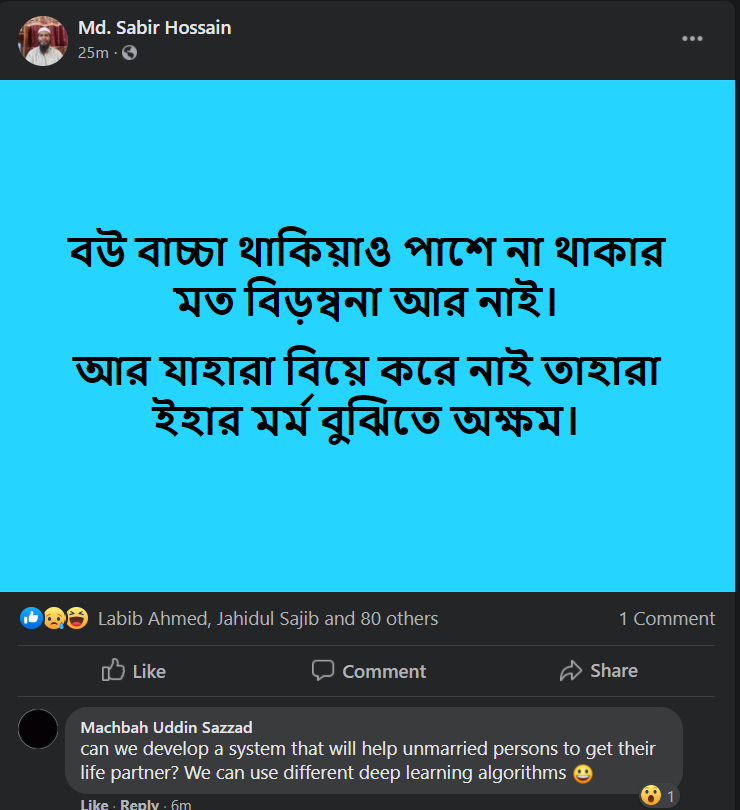 Md. Sabir Hossain
25m ·
বউ বাচ্চা থাকিয়াও পাশে না থাকার
মত বিড়ম্বনা আর নাই।
আর যাহারা বিয়ে করে নাই তাহারা
ইহার মর্ম বুঝিতে অক্ষম।
Labib Ahmed, Jahidul Sajib and 80 others
1 Comment
Like
Comment
Share
Machbah Uddin Sazzad
can we develop a system that will help unmarried persons to get their
life partner? We can use different deep learning algorithms 😀
Like · Reply · 6m
1